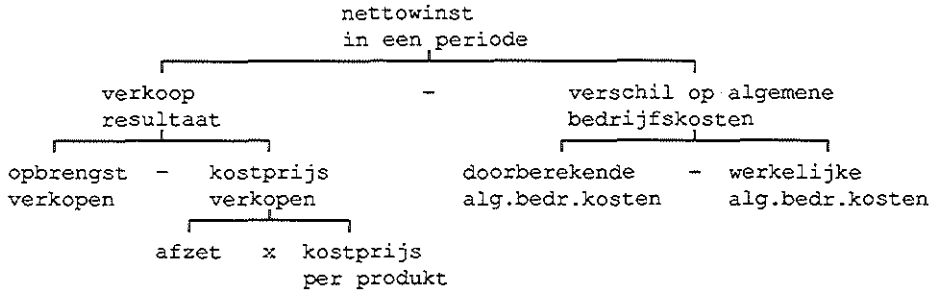 nettowinst
in een periode
verkoop - verschil op algemene
resultaat bedrijfskosten
opbrengst - kostprijs doorberekende - werkelijke
verkopen verkopen alg.bedr.kosten alg.bedr.kosten
afzet x kostprijs
per produkt